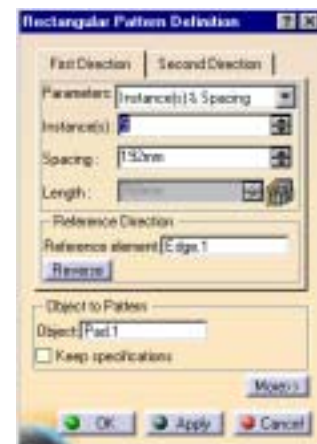 Rectangular Pattern Definition
First Direction Second Direction
Parameters: Instance(s) & Spacing
Instance(s):
Spacing: 192mm
Length:
Reference Direction
Reference element: Edge.1
Reverse
Object to Pattern
Object: Pad.1
Keep specifications
More>>
OK Apply Cancel